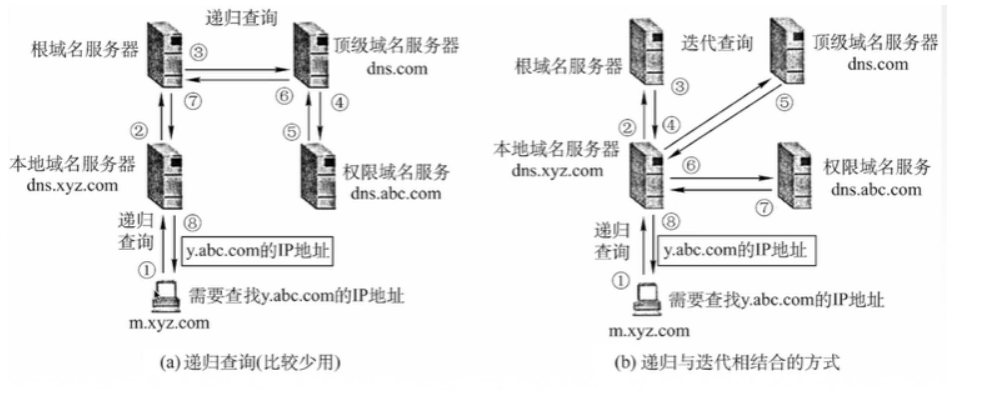 递归查询
根域名服务器
③
顶级域名服务器
dns.com
⑦
⑥
④
②
⑤
本地域名服务器
dns.xyz.com
权限域名服务
dns.abc.com
递归
查询
⑧
y.abc.com的IP地址
①
需要查找y.abc.com的IP地址
m.xyz.com
(a) 递归查询(比较少用)
迭代查询
顶级域名服务器
dns.com
根域名服务器
③
⑤
②
④
本地域名服务器
dns.xyz.com
⑥
权限域名服务
dns.abc.com
⑦
递归
查询
⑧
y.abc.com的IP地址
①
需要查找y.abc.com的IP地址
m.xyz.com
(b) 递归与迭代相结合的方式